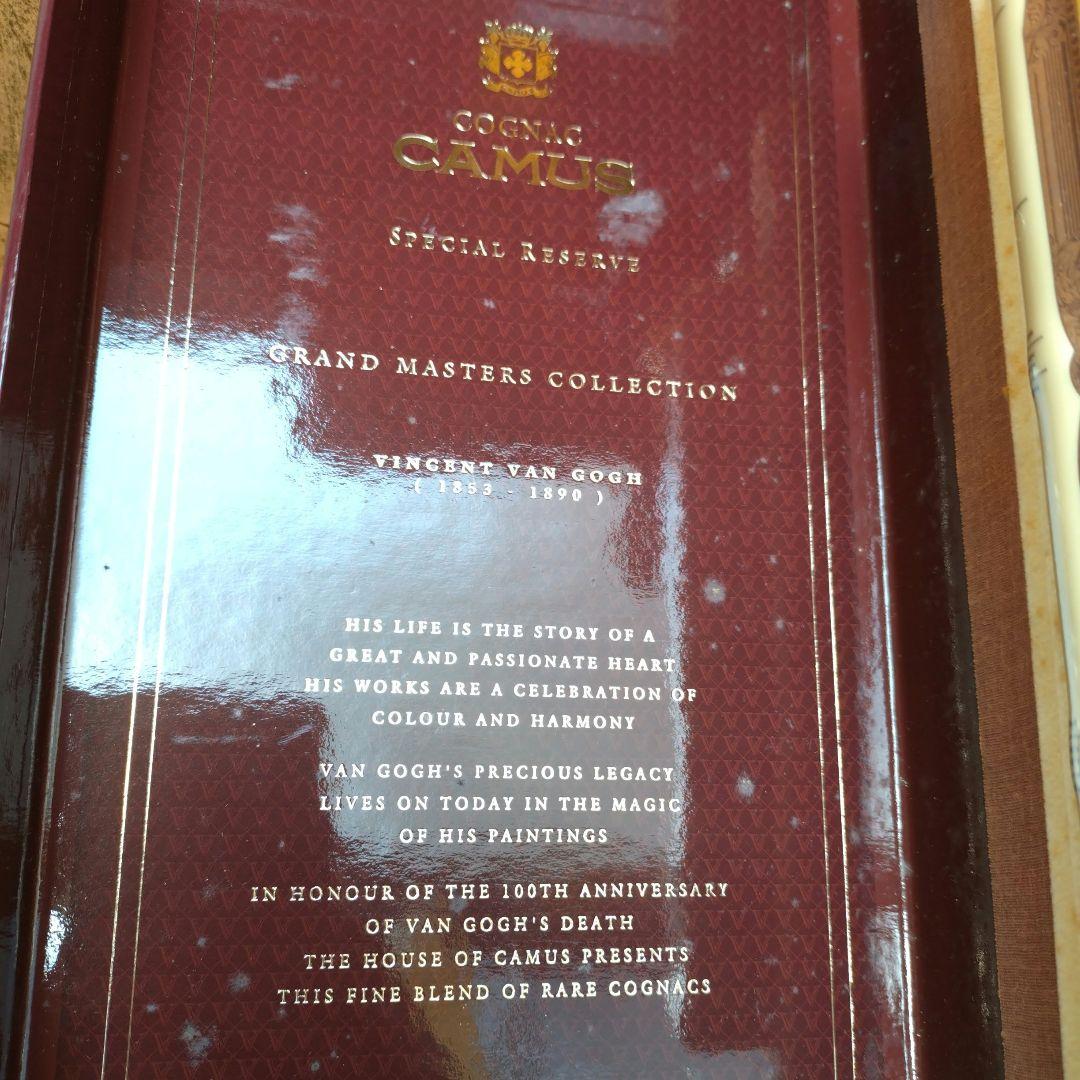 COGNAC
CAMUS
SPECIAL RESERVE
GRAND MASTERS COLLECTION
VINCENT VAN GOGH
( 1853 - 1890 )
HIS LIFE IS THE STORY OF A
GREAT AND PASSIONATE HEART
HIS WORKS ARE A CELEBRATION OF
COLOUR AND HARMONY
VAN GOGH'S PRECIOUS LEGACY
LIVES ON TODAY IN THE MAGIC
OF HIS PAINTINGS
IN HONOUR OF THE 100TH ANNIVERSARY
OF VAN GOGH'S DEATH
THE HOUSE OF CAMUS PRESENTS
THIS FINE BLEND OF RARE COGNACS